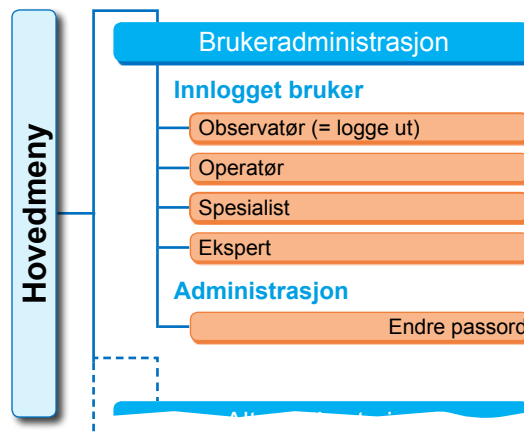 Hovedmeny
Brukeradministrasjon
Innlogget bruker
Observatør (= logge ut)
Operatør
Spesialist
Ekspert
Administrasjon
Endre passord